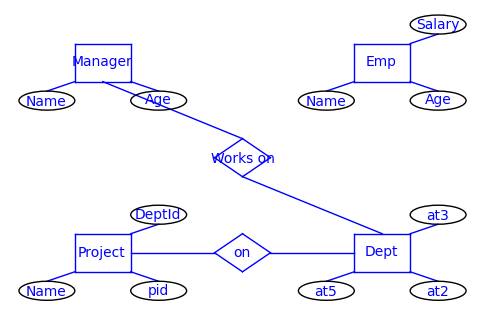 Salary
Manager
Emp
Name
Age
Name
Age
Works on
DeptId
at3
Project
on
Dept
Name
pid
at5
at2